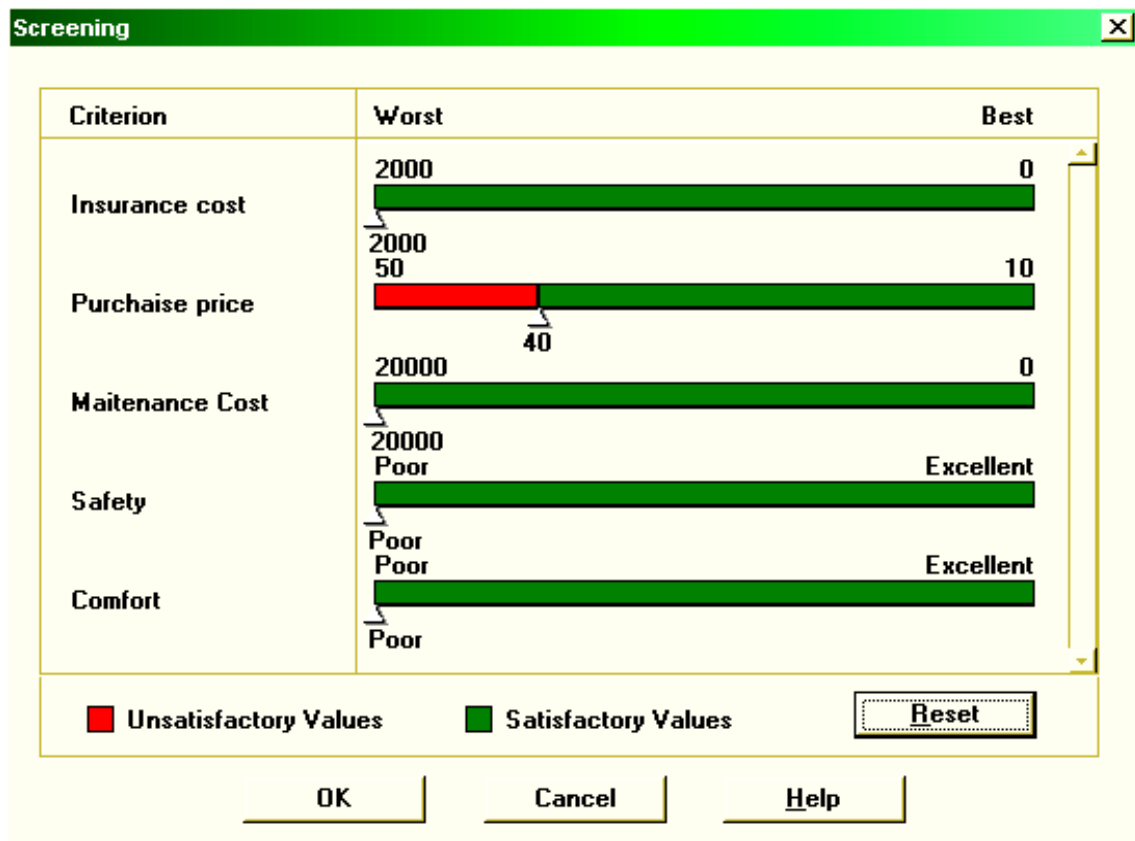 Screening
Criterion Worst Best
2000 0
Insurance cost
2000
50 10
Purchaise price
40
20000 0
Maitenance Cost
20000
Poor Excellent
Safety
Poor
Poor Excellent
Comfort
Poor
Unsatisfactory Values Satisfactory Values Reset
OK Cancel Help